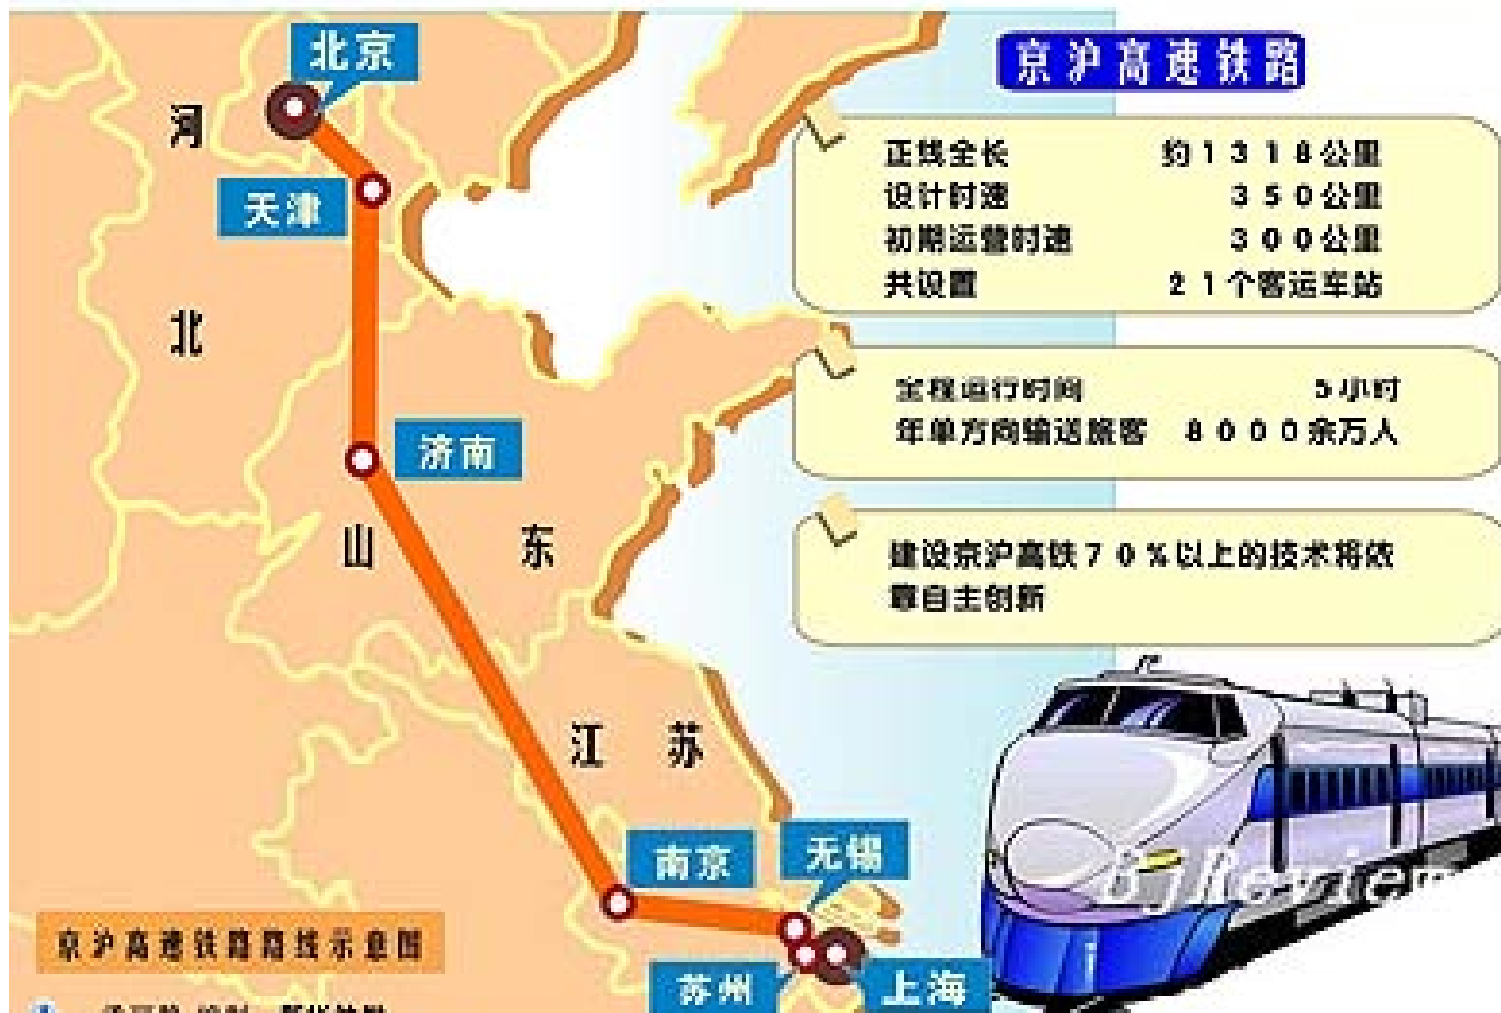 北京
京沪高速铁路
河
正线全长 约1318公里
设计时速 350公里
天津
初期运营时速 300公里
共设置 21个客运车站
北
全程运行时间 5小时
年单方向输送旅客 8000余万人
济南
山东
建设京沪高铁70%以上的技术将依
靠自主创新
江苏
无锡
南京
BjReview
京沪高速铁路路线示意图
苏州
上海